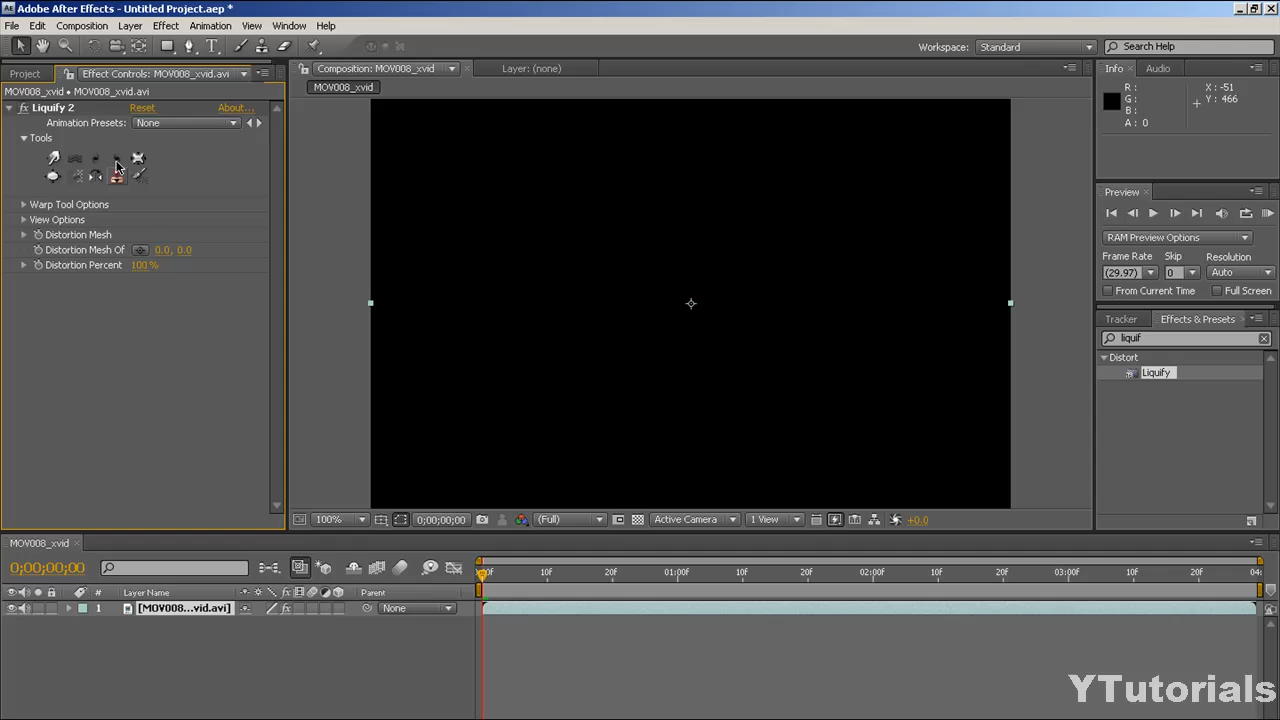 Adobe After Effects - Untitled Project.aep *
File Edit Composition Layer Effect Animation View Window Help
Workspace: Standard Search Help
Project Effect Controls: MOV008_xvid.avi
MOV008_xvid • MOV008_xvid.avi
Liquify 2 Reset About...
Animation Presets: None
Tools
Warp Tool Options
View Options
Distortion Mesh
Distortion Mesh Of 0.0, 0.0
Distortion Percent 100 %
Composition: MOV008_xvid Layer: (none)
MOV008_xvid
100% 0;00;00;00 (Full) Active Camera 1 View +0.0
Info Audio
R : X : -51
G : Y : 466
B :
A : 0
Preview
RAM Preview Options
Frame Rate Skip Resolution
(29.97) 0 Auto
From Current Time Full Screen
Tracker Effects & Presets
liquif
Distort
Liquify
MOV008_xvid
0;00;00;00
10f 20f 01:00f 10f 20f 02:00f 10f 20f 03:00f 10f 20f 04:
# Layer Name Parent
1 [MOV008...vid.avi] None
YTutorials